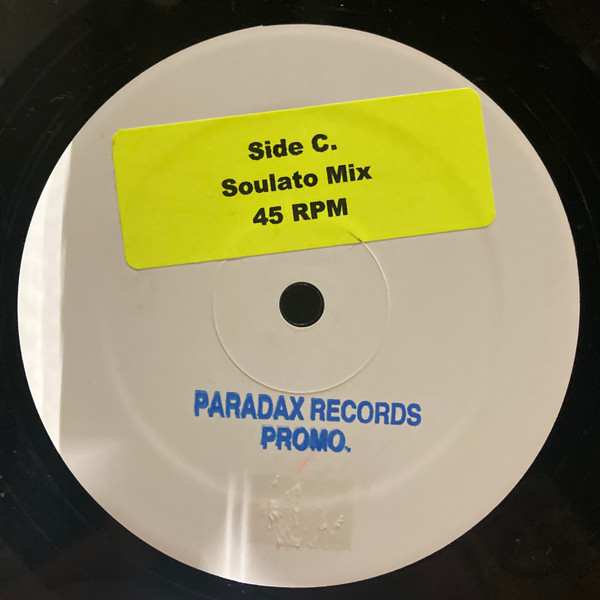 Side C.
Soulato Mix
45 RPM
PARADAX RECORDS
PROMO.